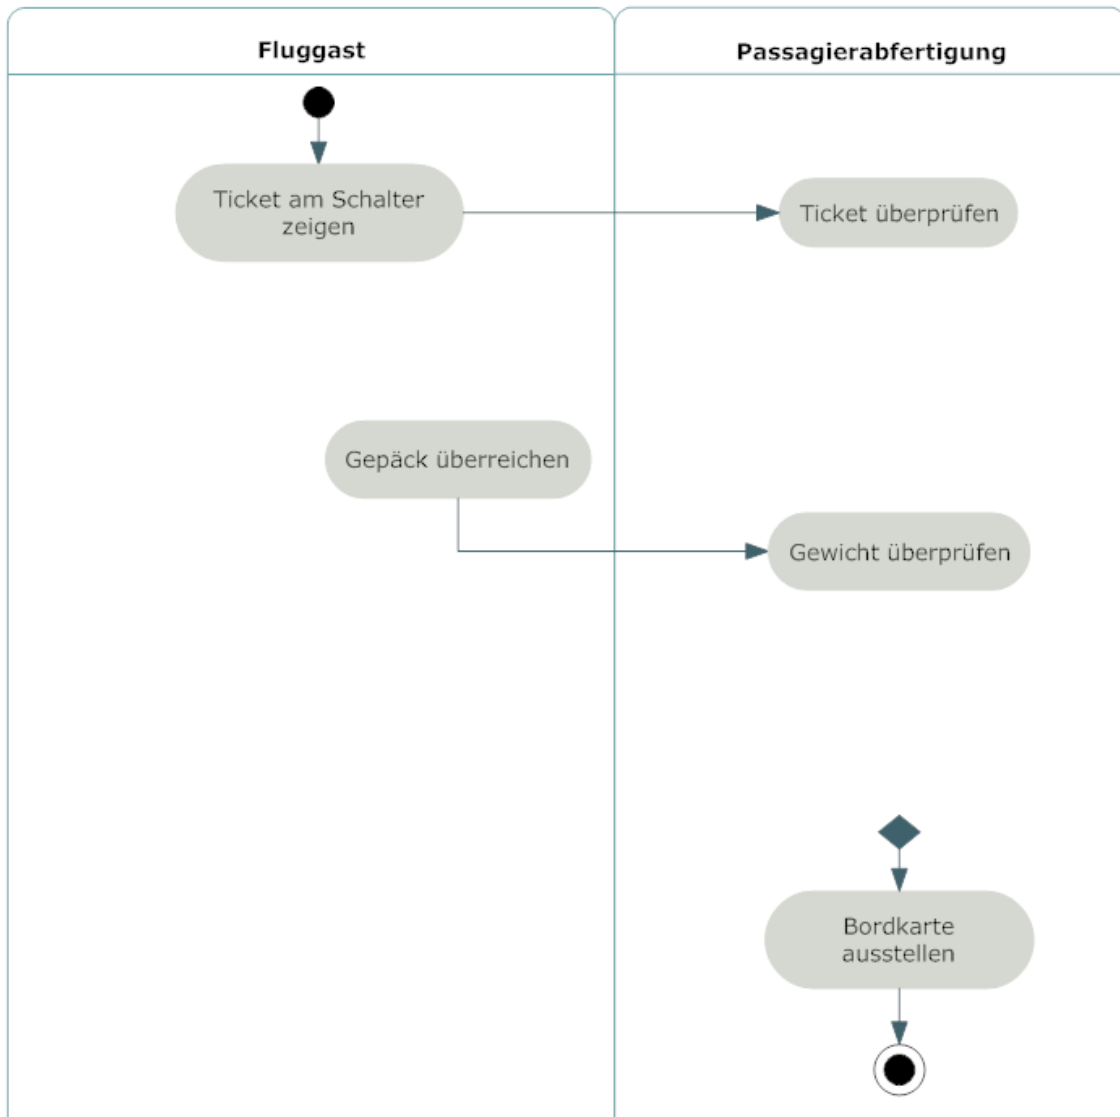 Fluggast
Passagierabfertigung
Ticket am Schalter
zeigen
Ticket überprüfen
Gepäck überreichen
Gewicht überprüfen
Bordkarte
ausstellen